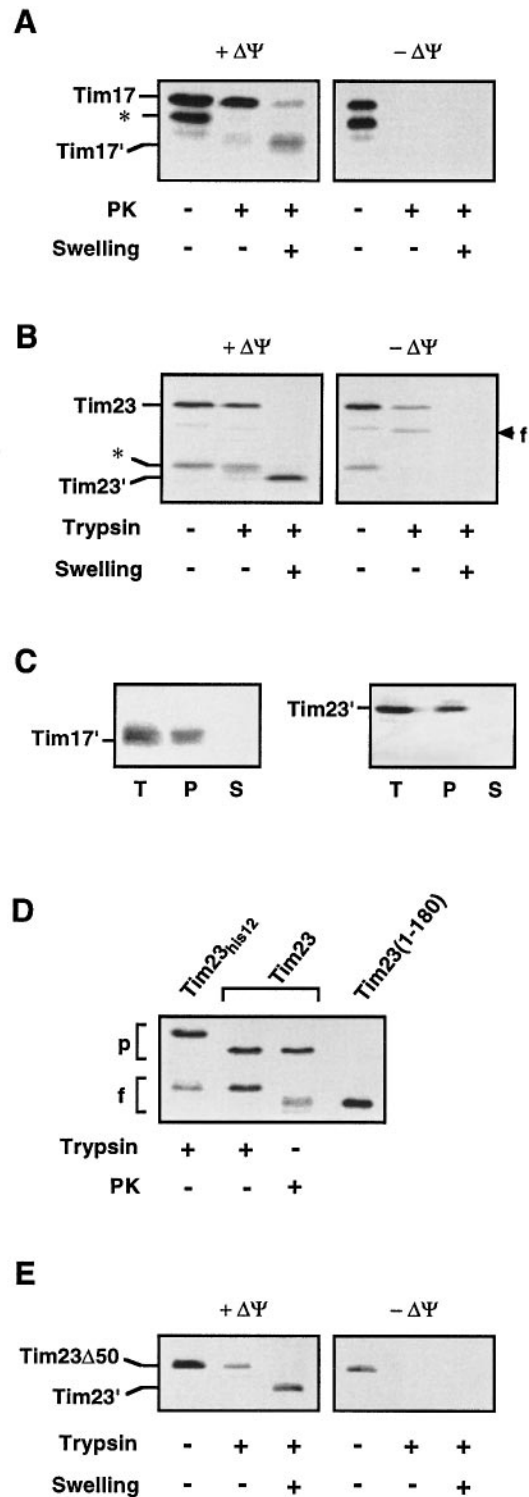 A
+ ΔΨ
− ΔΨ
Tim17
*
Tim17'
PK - + + - + +
Swelling - - + - - +
B
+ ΔΨ
− ΔΨ
Tim23
f
*
Tim23'
Trypsin - + + - + +
Swelling - - + - - +
C
Tim17'
Tim23'
T P S T P S
D
Tim23his12
Tim23
Tim23(1-180)
p
f
Trypsin + + -
PK - - +
E
+ ΔΨ
− ΔΨ
Tim23Δ50
Tim23'
Trypsin - + + - + +
Swelling - - + - - +